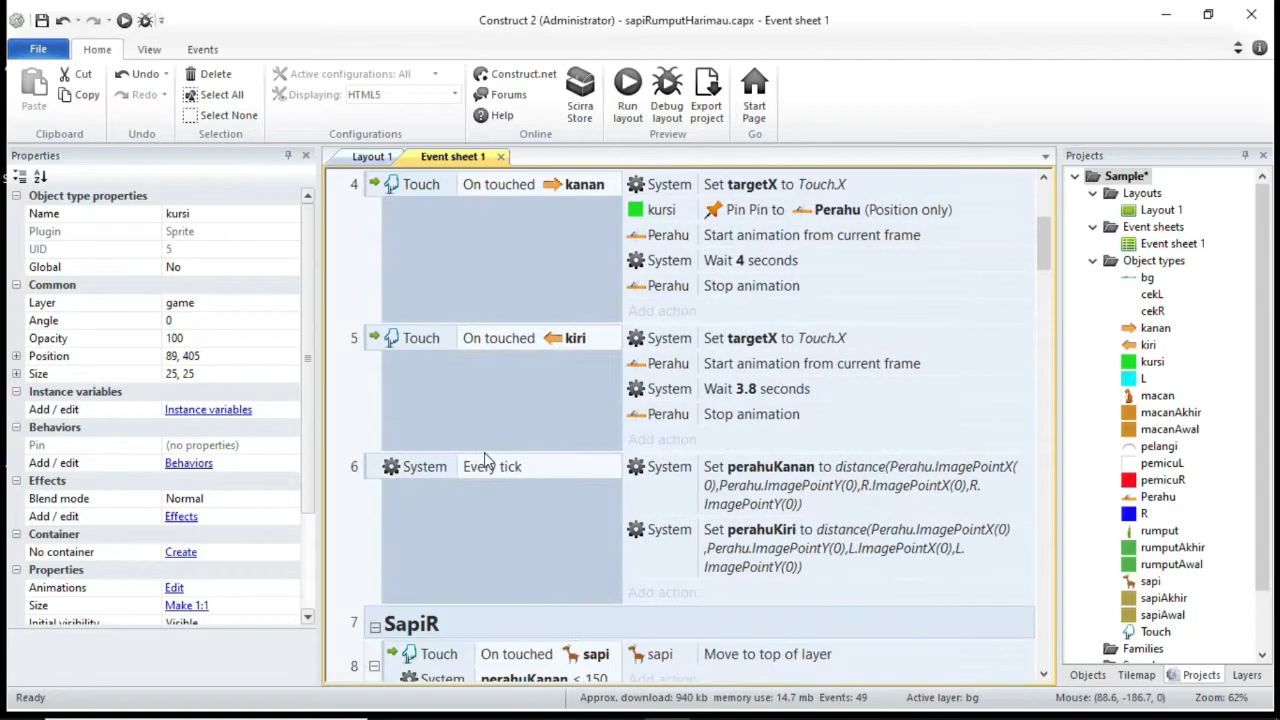 Construct 2 (Administrator) - sapiRumputHarimau.capx - Event sheet 1
File Home View Events
Paste Cut Copy
Undo Redo
Delete Select All Select None
Active configurations: All
Displaying: HTML5
Construct.net Forums Help
Scirra Store
Run layout Debug layout Export project
Start Page
Clipboard Undo Selection Configurations Online Preview Go
Properties
Layout 1 Event sheet 1
Projects
Object type properties
Name kursi
Plugin Sprite
UID 5
Global No
Common
Layer game
Angle 0
Opacity 100
Position 89, 405
Size 25, 25
Instance variables
Add / edit Instance variables
Behaviors
Pin (no properties)
Add / edit Behaviors
Effects
Blend mode Normal
Add / edit Effects
Container
No container Create
Properties
Animations Edit
Size Make 1:1
Initial visibility Visible
4 Touch On touched kanan System Set targetX to Touch.X
kursi Pin Pin to Perahu (Position only)
Perahu Start animation from current frame
System Wait 4 seconds
Perahu Stop animation
Add action
5 Touch On touched kiri System Set targetX to Touch.X
Perahu Start animation from current frame
System Wait 3.8 seconds
Perahu Stop animation
Add action
6 System Every tick System Set perahuKanan to distance(Perahu.ImagePointX(
0),Perahu.ImagePointY(0),R.ImagePointX(0),R.
ImagePointY(0))
System Set perahuKiri to distance(Perahu.ImagePointX(0)
,Perahu.ImagePointY(0),L.ImagePointX(0),L.
ImagePointY(0))
Add action
7 SapiR
8 Touch On touched sapi sapi Move to top of layer
System perahuKanan < 150 Add action
Sample*
Layouts
Layout 1
Event sheets
Event sheet 1
Object types
bg
cekL
cekR
kanan
kiri
kursi
L
macan
macanAkhir
macanAwal
pelangi
pemicuL
pemicuR
Perahu
R
rumput
rumputAkhir
rumputAwal
sapi
sapiAkhir
sapiAwal
Touch
Families
Objects Tilemap Projects Layers
Ready Approx. download: 940 kb memory use: 14.7 mb Events: 49 Active layer: bg Mouse: (88.6, -186.7, 0) Zoom: 62%